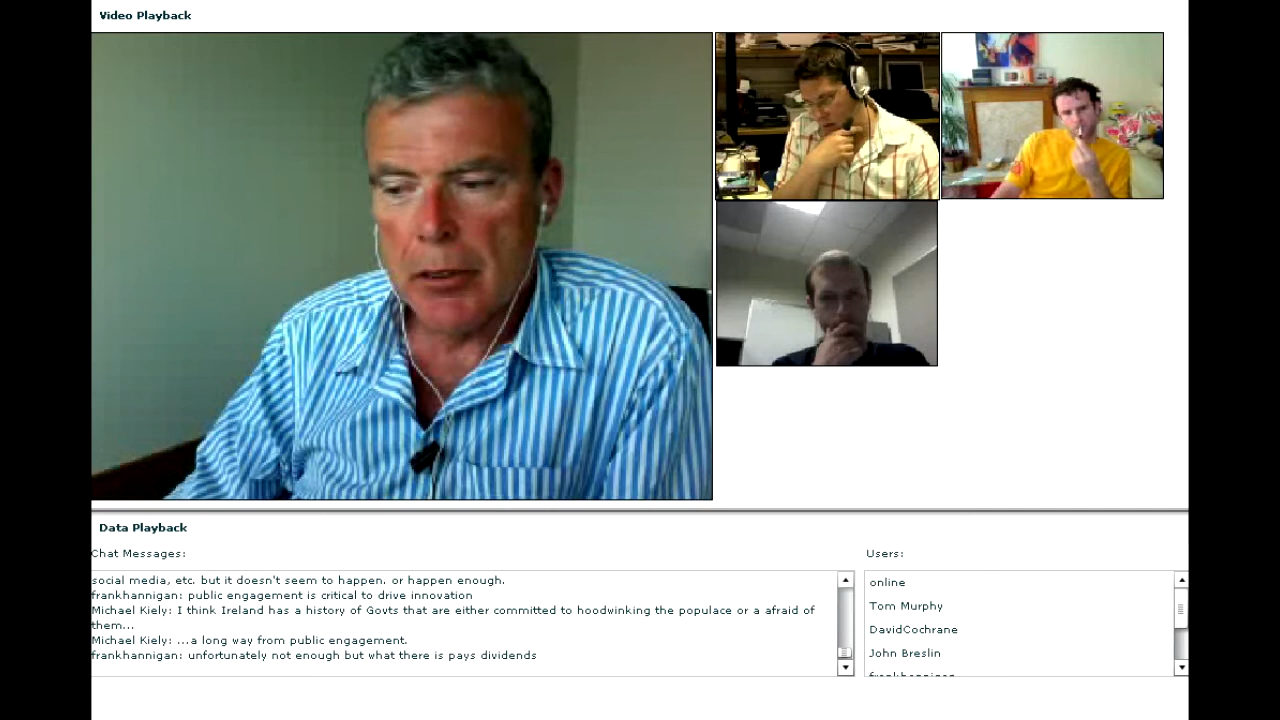 Video Playback
Data Playback
Chat Messages:
social media, etc. but it doesn't seem to happen. or happen enough.
frankhannigan: public engagement is critical to drive innovation
Michael Kiely: I think Ireland has a history of Govts that are either committed to hoodwinking the populace or a afraid of
them...
Michael Kiely: ...a long way from public engagement.
frankhannigan: unfortunately not enough but what there is pays dividends
Users:
online
Tom Murphy
DavidCochrane
John Breslin
frankhannigan